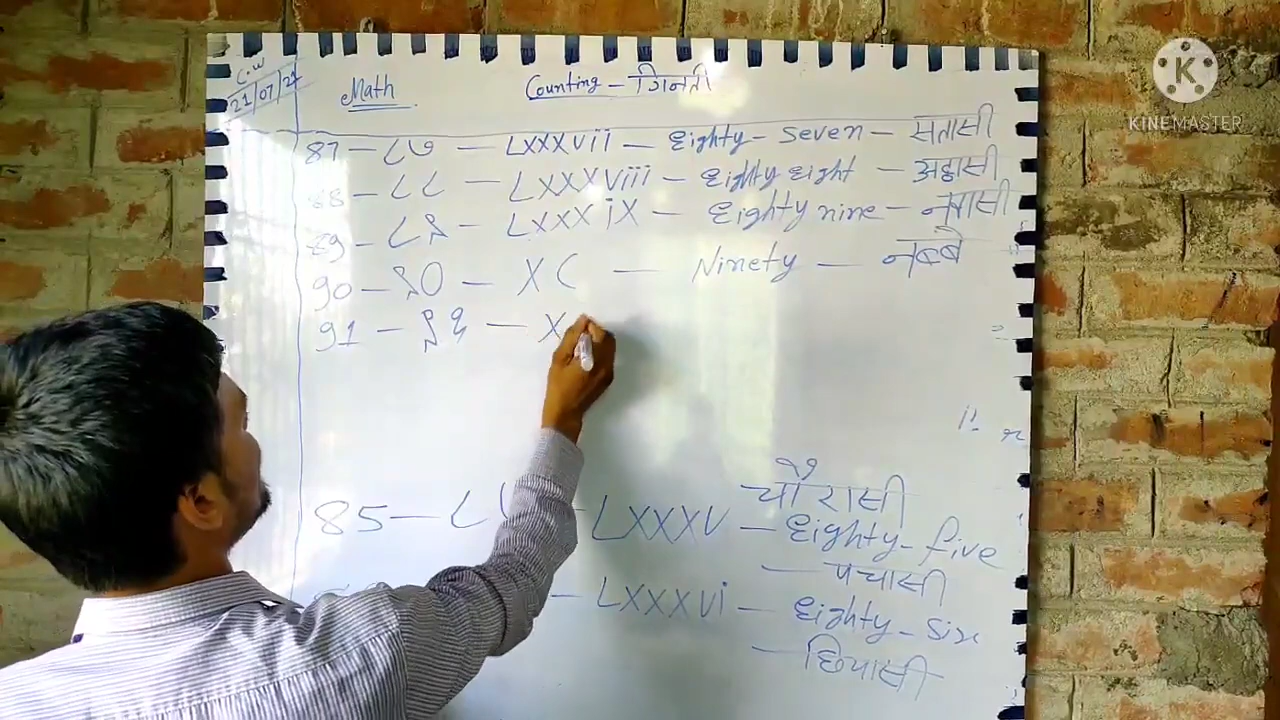 C.W
21/07/21
Math
Counting - गिनती
87 - ८७ - LXXXVii - Eighty - Seven - सतासी
88 - ८८ - LXXXViii - Eighty eight - अट्ठासी
89 - ८९ - LXXXiX - Eighty nine - नवासी
90 - ९० - XC - Ninety - नब्बे
91 - ९१ - X
चौरासी
85 - ८ - LXXXV - Eighty - five
- पचासी
- LXXXVi - Eighty - Six
- छियासी
K
KINEMASTER